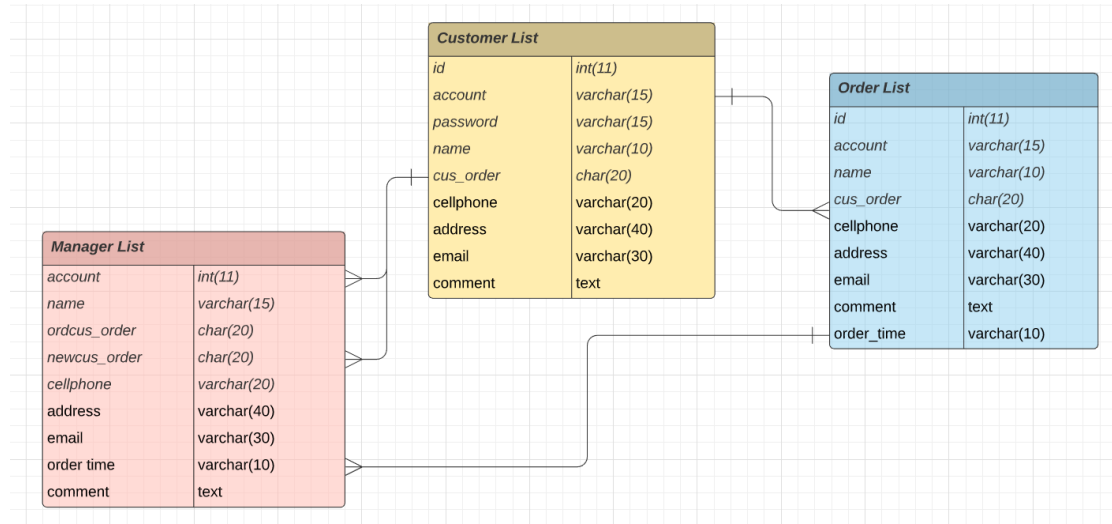 Customer List
id int(11)
account varchar(15)
password varchar(15)
name varchar(10)
cus_order char(20)
cellphone varchar(20)
address varchar(40)
email varchar(30)
comment text
Order List
id int(11)
account varchar(15)
name varchar(10)
cus_order char(20)
cellphone varchar(20)
address varchar(40)
email varchar(30)
comment text
order_time varchar(10)
Manager List
account int(11)
name varchar(15)
ordcus_order char(20)
newcus_order char(20)
cellphone varchar(20)
address varchar(40)
email varchar(30)
order time varchar(10)
comment text